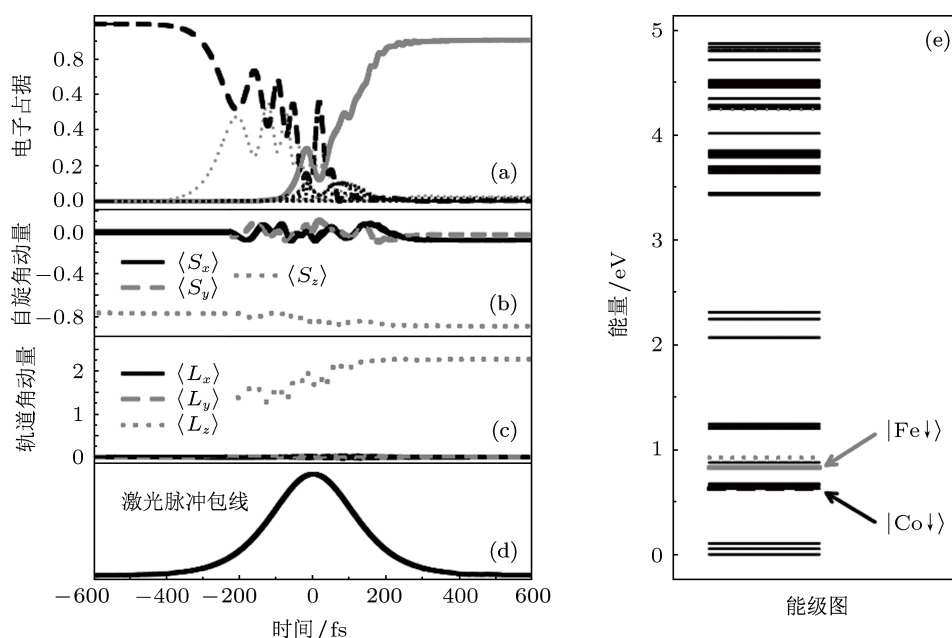 电子占据
0.8
0.4
0.4
0.2
0.0
(a)
自旋角动量
0.0
−0.4
−0.8
⟨Sx⟩
⟨Sy⟩
⟨Sz⟩
(b)
轨道角动量
2
1
0
⟨Lx⟩
⟨Ly⟩
⟨Lz⟩
(c)
激光脉冲包线
(d)
−600 −400 −200 0 200 400 600
时间/fs
(e)
能量/eV
5
4
3
2
1
0
|Fe↓⟩
|Co↓⟩
能级图